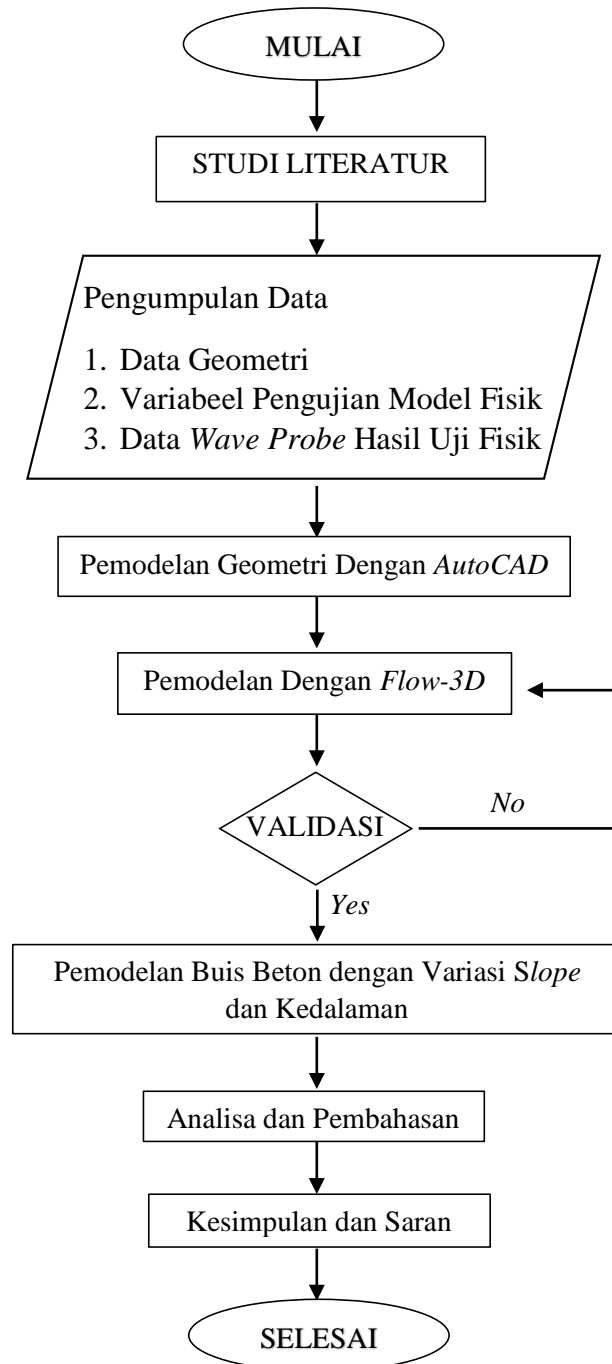 MULAI
STUDI LITERATUR
Pengumpulan Data
1. Data Geometri
2. Variabeel Pengujian Model Fisik
3. Data Wave Probe Hasil Uji Fisik
Pemodelan Geometri Dengan AutoCAD
Pemodelan Dengan Flow-3D
VALIDASI
No
Yes
Pemodelan Buis Beton dengan Variasi Slope
dan Kedalaman
Analisa dan Pembahasan
Kesimpulan dan Saran
SELESAI